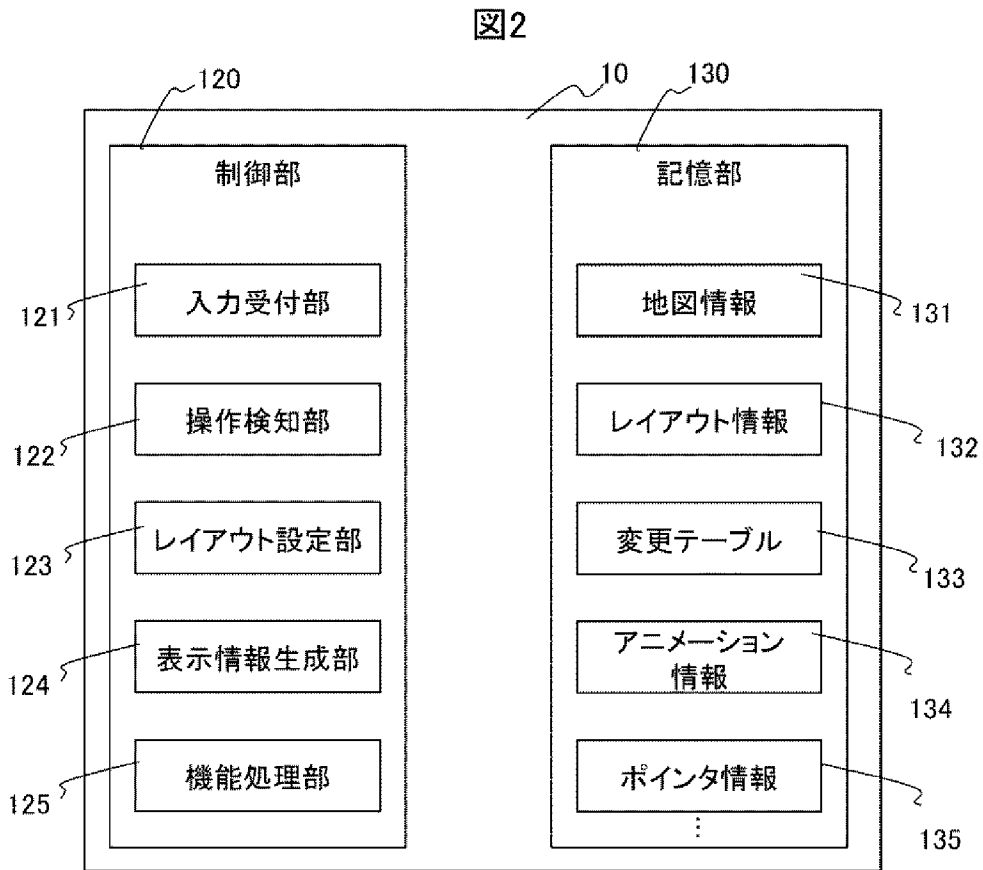 図2
10
120
制御部
121
入力受付部
122
操作検知部
123
レイアウト設定部
124
表示情報生成部
125
機能処理部
130
記憶部
地図情報
131
レイアウト情報
132
変更テーブル
133
アニメーション
情報
134
ポインタ情報
135
⋮